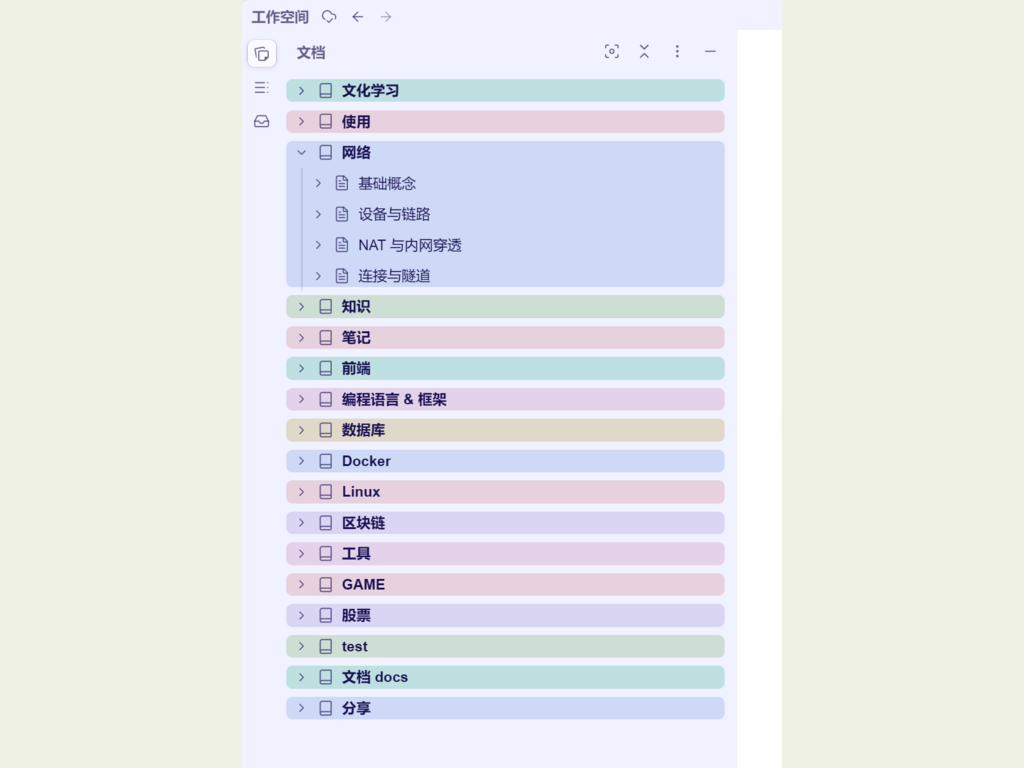 工作空间
文档
文化学习
使用
网络
基础概念
设备与链路
NAT 与内网穿透
连接与隧道
知识
笔记
前端
编程语言 & 框架
数据库
Docker
Linux
区块链
工具
GAME
股票
test
文档 docs
分享